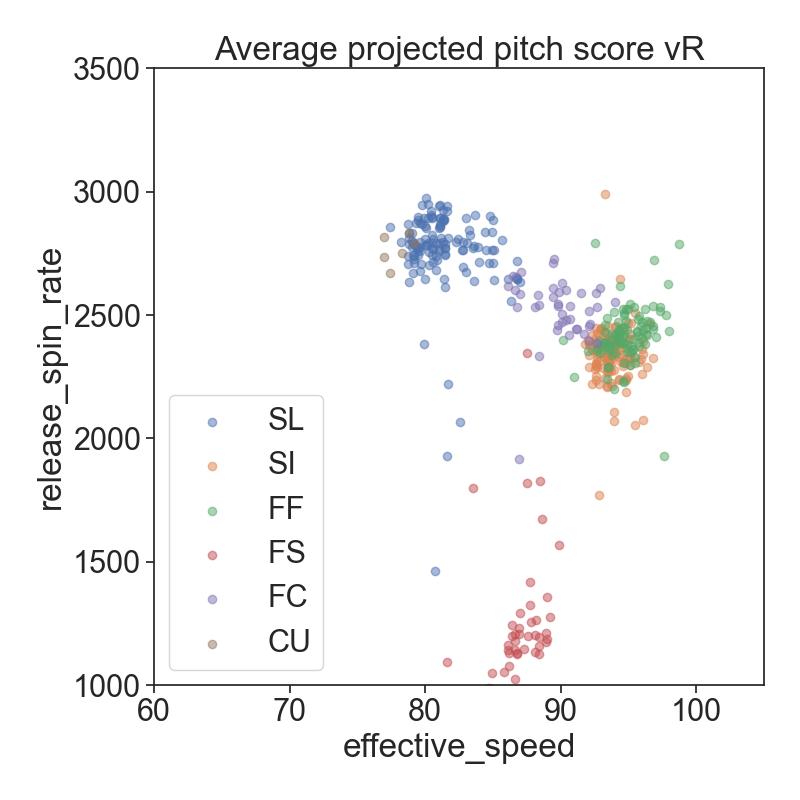 Average projected pitch score vR
3500
3000
2500
2000
1500
1000
release_spin_rate
SL
SI
FF
FS
FC
CU
60 70 80 90 100
effective_speed